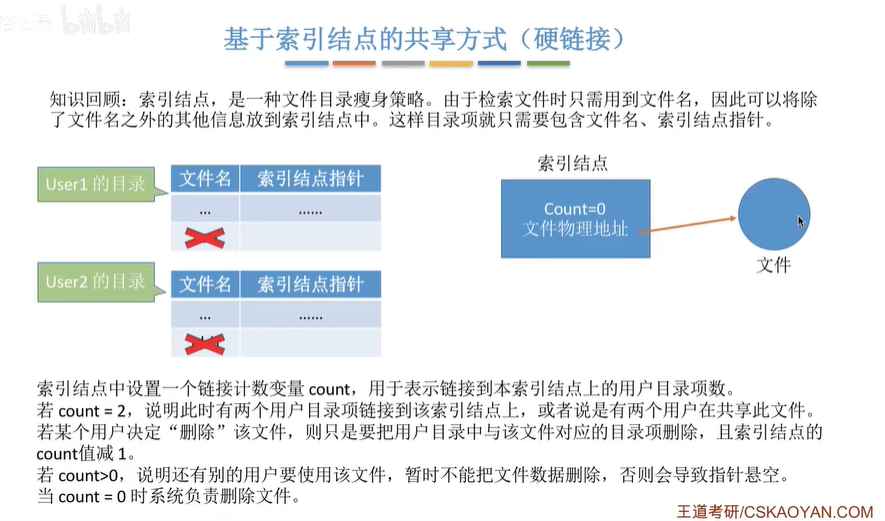 bilibili
基于索引结点的共享方式（硬链接）
知识回顾：索引结点，是一种文件目录瘦身策略。由于检索文件时只需用到文件名，因此可以将除
了文件名之外的其他信息放到索引结点中。这样目录项就只需要包含文件名、索引结点指针。
User1 的目录
文件名 索引结点指针
... ......
User2 的目录
文件名 索引结点指针
... ......
索引结点
Count=0
文件物理地址
文件
索引结点中设置一个链接计数变量 count，用于表示链接到本索引结点上的用户目录项数。
若 count = 2，说明此时有两个用户目录项链接到该索引结点上，或者说是有两个用户在共享此文件。
若某个用户决定“删除”该文件，则只是要把用户目录中与该文件对应的目录项删除，且索引结点的
count值减 1。
若 count>0，说明还有别的用户要使用该文件，暂时不能把文件数据删除，否则会导致指针悬空。
当 count = 0 时系统负责删除文件。
王道考研/CSKAOYAN.COM